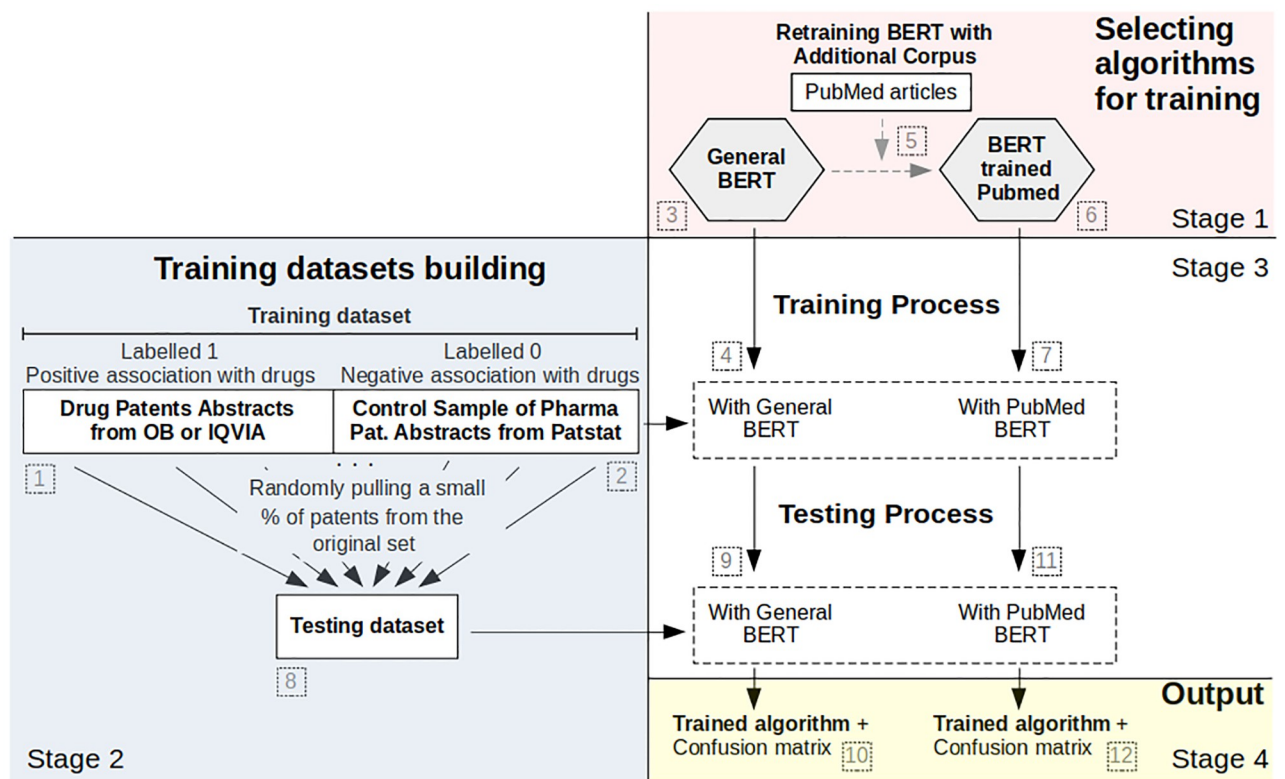 Retraining BERT with
Additional Corpus
PubMed articles
Selecting
algorithms
for training
General
BERT
5
BERT
trained
Pubmed
3
6
Stage 1
Training datasets building
Training dataset
Labelled 1
Positive association with drugs
Labelled 0
Negative association with drugs
Drug Patents Abstracts
from OB or IQVIA
Control Sample of Pharma
Pat. Abstracts from Patstat
1
2
. . .
Randomly pulling a small
% of patents from the
original set
Testing dataset
8
Stage 2
Stage 3
Training Process
4
7
With General
BERT
With PubMed
BERT
Testing Process
9
11
With General
BERT
With PubMed
BERT
Output
Trained algorithm +
Confusion matrix 10
Trained algorithm +
Confusion matrix 12
Stage 4